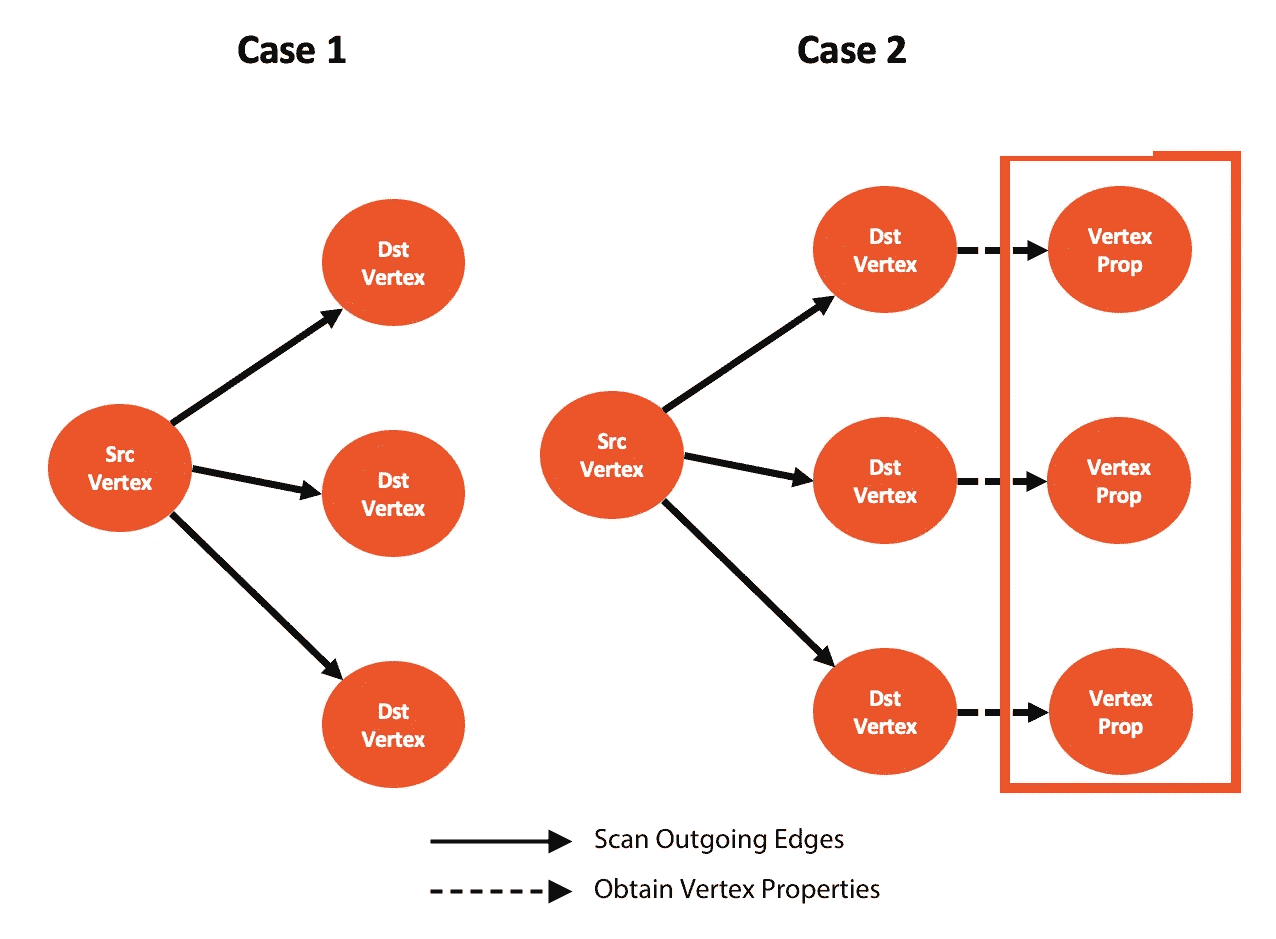 Case 1
Case 2
Dst
Vertex
Src
Vertex
Dst
Vertex
Dst
Vertex
Dst
Vertex
Vertex
Prop
Src
Vertex
Dst
Vertex
Vertex
Prop
Dst
Vertex
Vertex
Prop
Scan Outgoing Edges
Obtain Vertex Properties